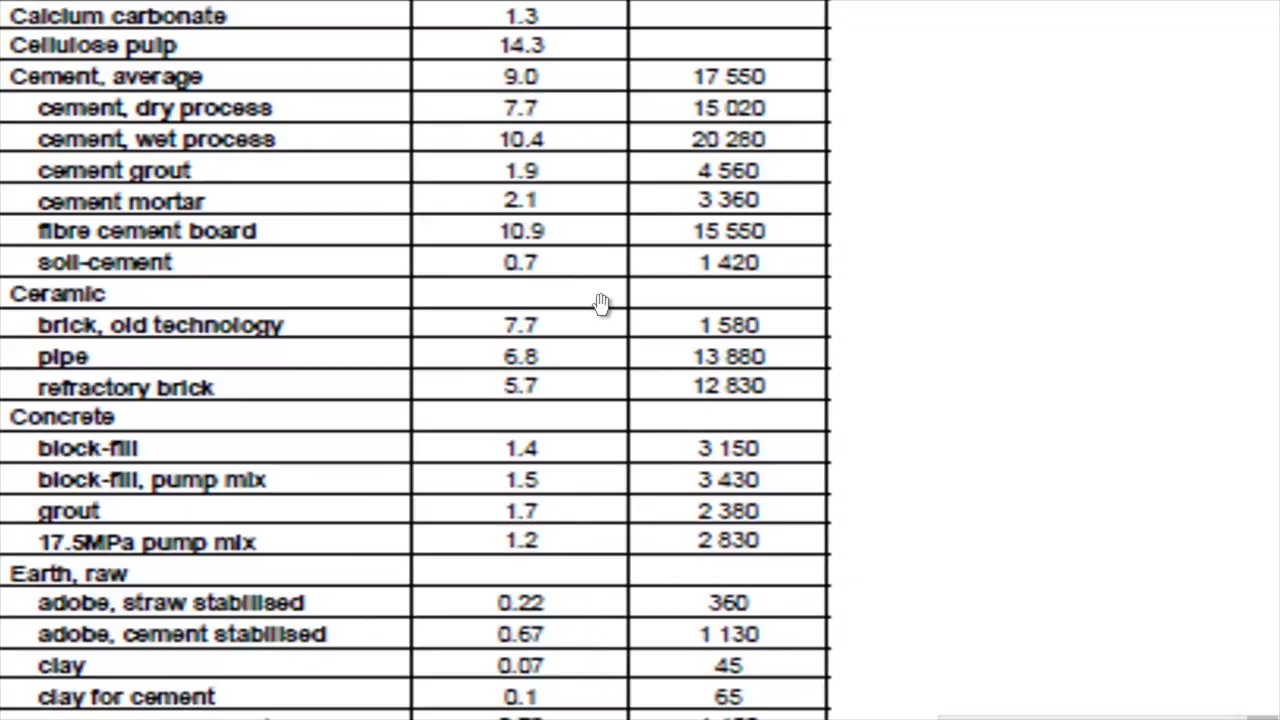 Calcium carbonate 1.3
Cellulose pulp 14.3
Cement, average 9.0 17 550
cement, dry process 7.7 15 020
cement, wet process 10.4 20 280
cement grout 1.9 4 560
cement mortar 2.1 3 360
fibre cement board 10.9 15 550
soil-cement 0.7 1 420
Ceramic
brick, old technology 7.7 1 580
pipe 6.8 13 880
refractory brick 5.7 12 830
Concrete
block-fill 1.4 3 150
block-fill, pump mix 1.5 3 430
grout 1.7 2 380
17.5MPa pump mix 1.2 2 830
Earth, raw
adobe, straw stabilised 0.22 360
adobe, cement stabilised 0.67 1 130
clay 0.07 45
clay for cement 0.1 65